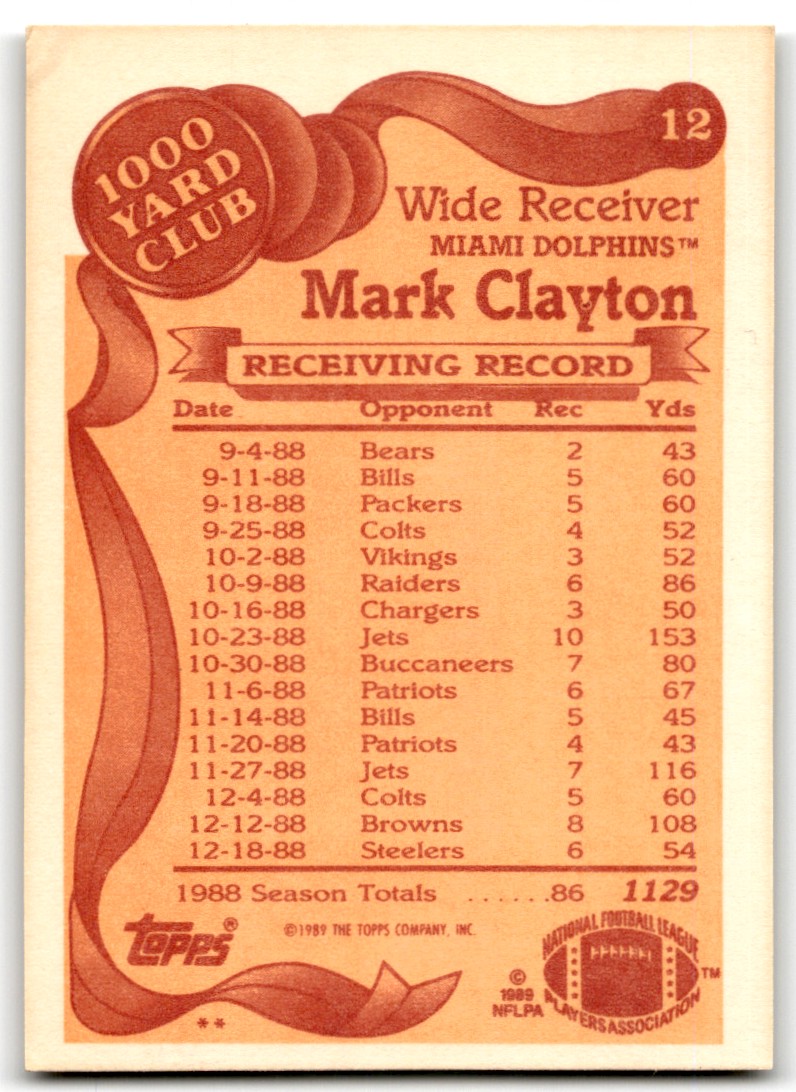 12
1000
YARD
CLUB
Wide Receiver
MIAMI DOLPHINS™
Mark Clayton
RECEIVING RECORD
Date Opponent Rec Yds
9-4-88 Bears 2 43
9-11-88 Bills 5 60
9-18-88 Packers 5 60
9-25-88 Colts 4 52
10-2-88 Vikings 3 52
10-9-88 Raiders 6 86
10-16-88 Chargers 3 50
10-23-88 Jets 10 153
10-30-88 Buccaneers 7 80
11-6-88 Patriots 6 67
11-14-88 Bills 5 45
11-20-88 Patriots 4 43
11-27-88 Jets 7 116
12-4-88 Colts 5 60
12-12-88 Browns 8 108
12-18-88 Steelers 6 54
1988 Season Totals ......86 1129
topps®
©1989 THE TOPPS COMPANY, INC.
NATIONAL FOOTBALL LEAGUE
PLAYERS ASSOCIATION
™
©
1989
NFLPA
**